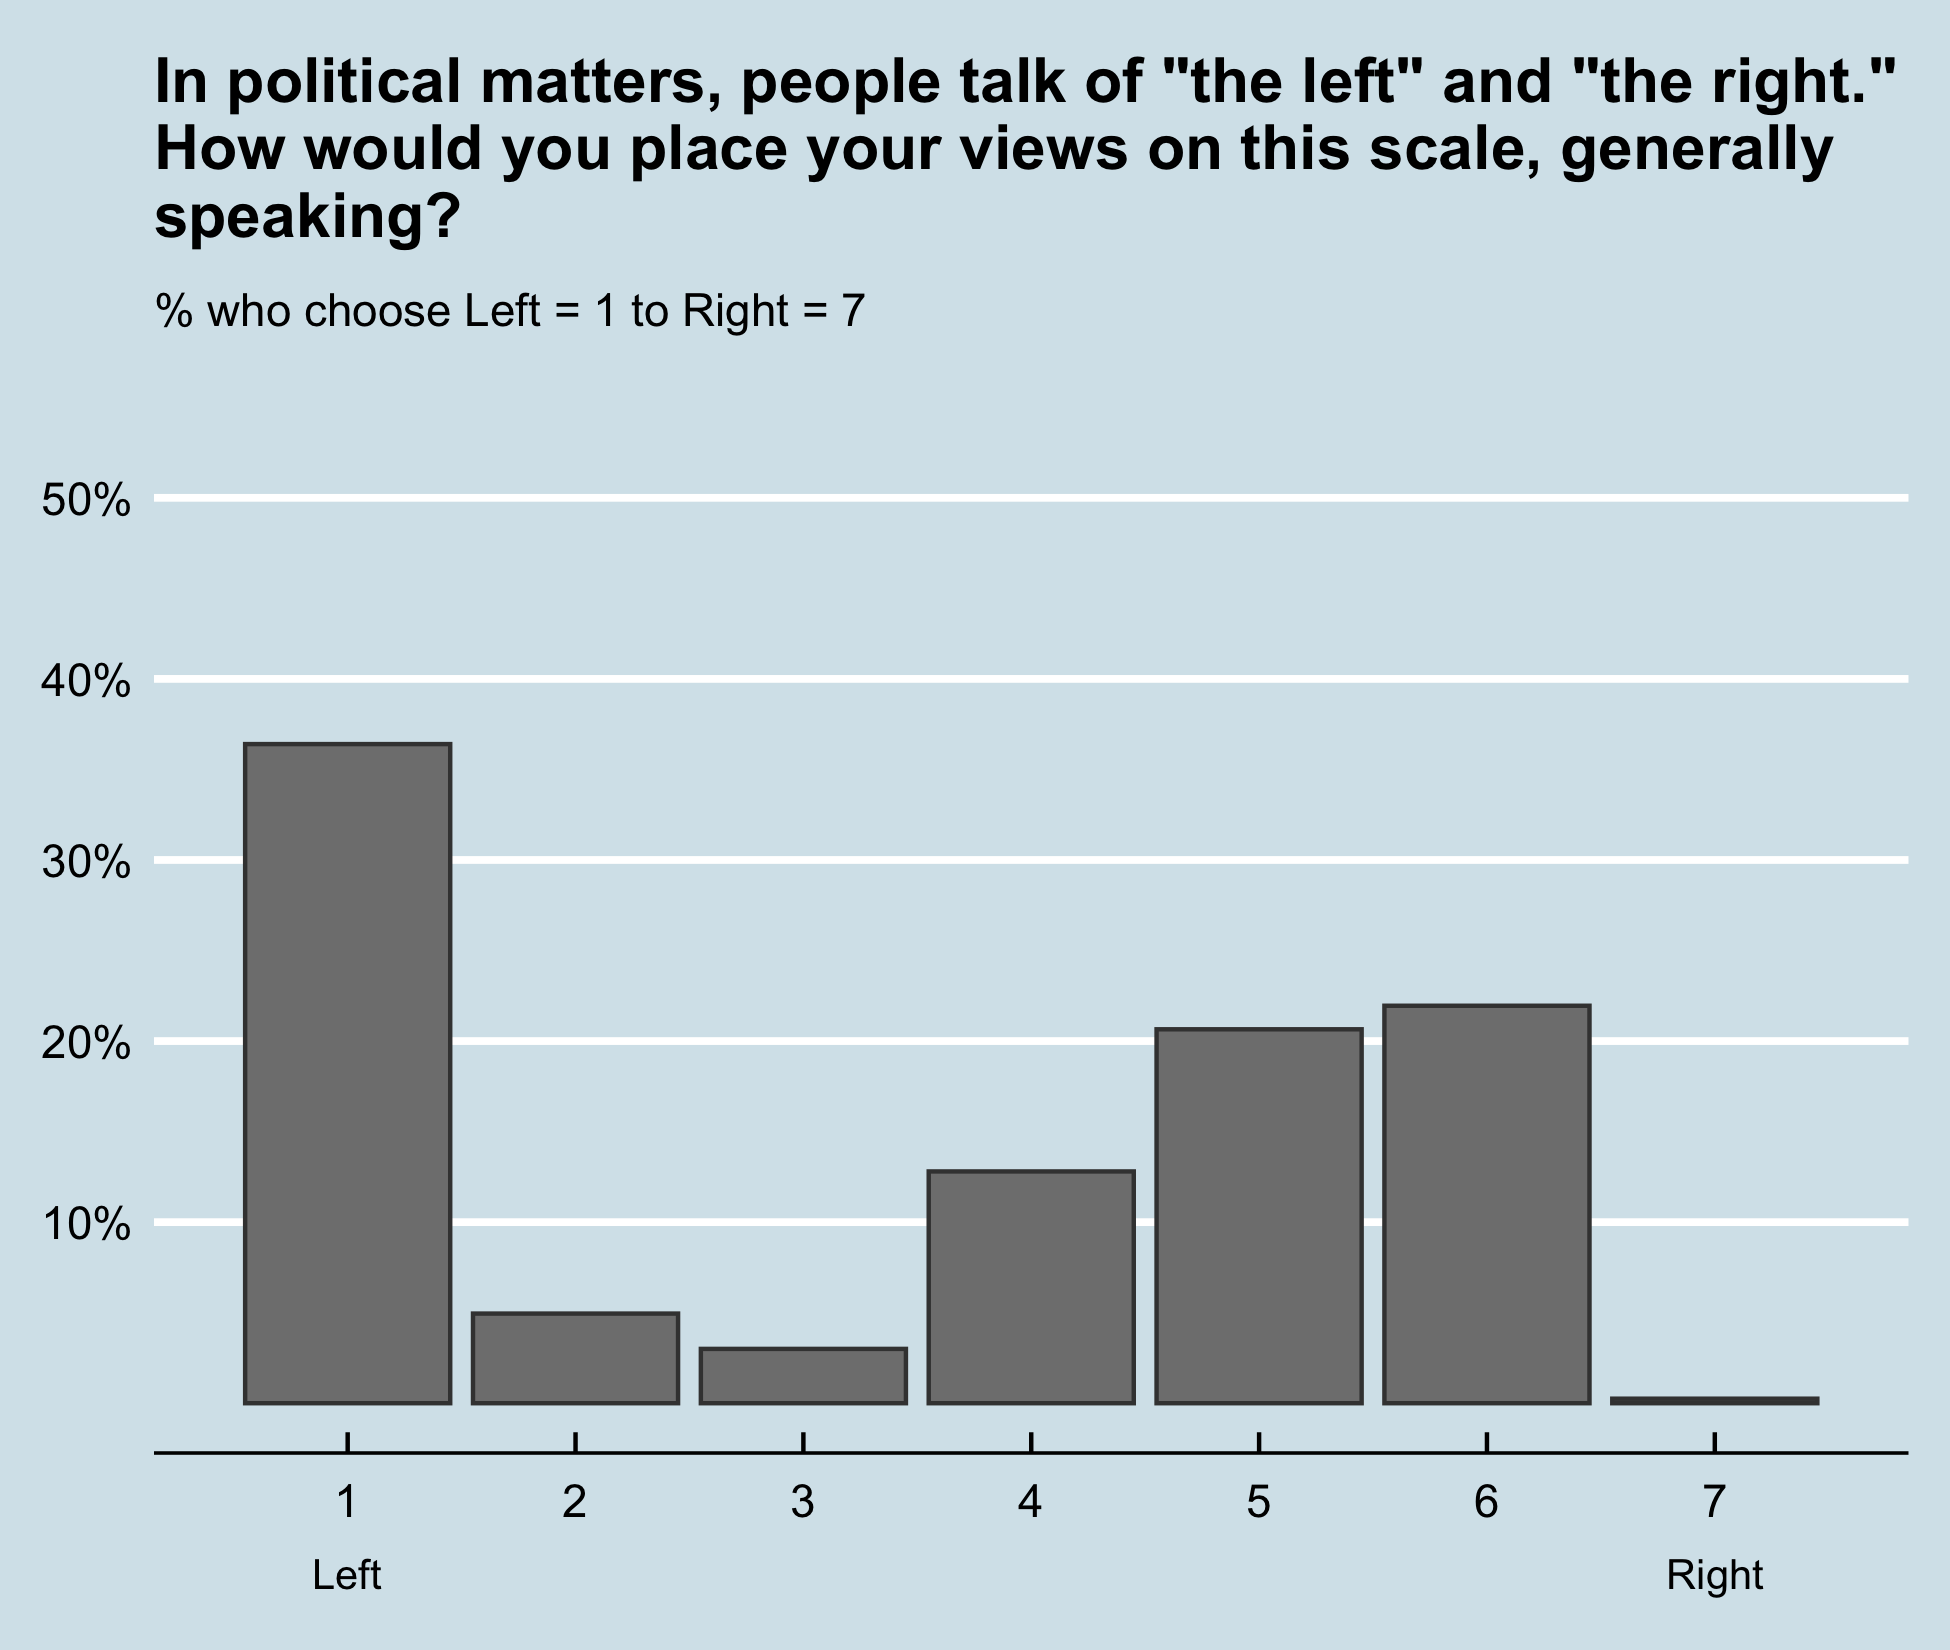 In political matters, people talk of "the left" and "the right."
How would you place your views on this scale, generally
speaking?
% who choose Left = 1 to Right = 7
50%
40%
30%
20%
10%
1 2 3 4 5 6 7
Left Right